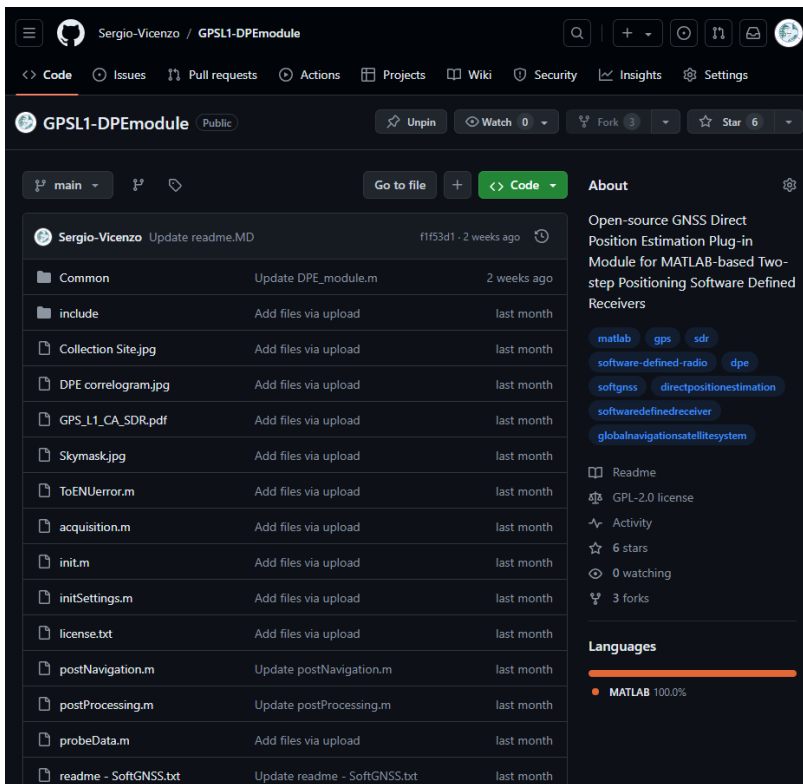 Sergio-Vicenzo / GPSL1-DPEmodule
Code Issues Pull requests Actions Projects Wiki Security Insights Settings
GPSL1-DPEmodule Public Unpin Watch 0 Fork 3 Star 6
main Go to file + Code
Sergio-Vicenzo Update readme.MD f1f53d1 - 2 weeks ago
Common Update DPE_module.m 2 weeks ago
include Add files via upload last month
Collection Site.jpg Add files via upload last month
DPE correlogram.jpg Add files via upload last month
GPS_L1_CA_SDR.pdf Add files via upload last month
Skymask.jpg Add files via upload last month
ToENUerror.m Add files via upload last month
acquisition.m Add files via upload last month
init.m Add files via upload last month
initSettings.m Add files via upload last month
license.txt Add files via upload last month
postNavigation.m Update postNavigation.m last month
postProcessing.m Update postProcessing.m last month
probeData.m Add files via upload last month
readme - SoftGNSS.txt Update readme - SoftGNSS.txt last month
About
Open-source GNSS Direct
Position Estimation Plug-in
Module for MATLAB-based Two-
step Positioning Software Defined
Receivers
matlab gps sdr
software-defined-radio dpe
softgnss directpositionestimation
softwaredefinedreceiver
globalnavigationsatellitesystem
Readme
GPL-2.0 license
Activity
6 stars
0 watching
3 forks
Languages
MATLAB 100.0%